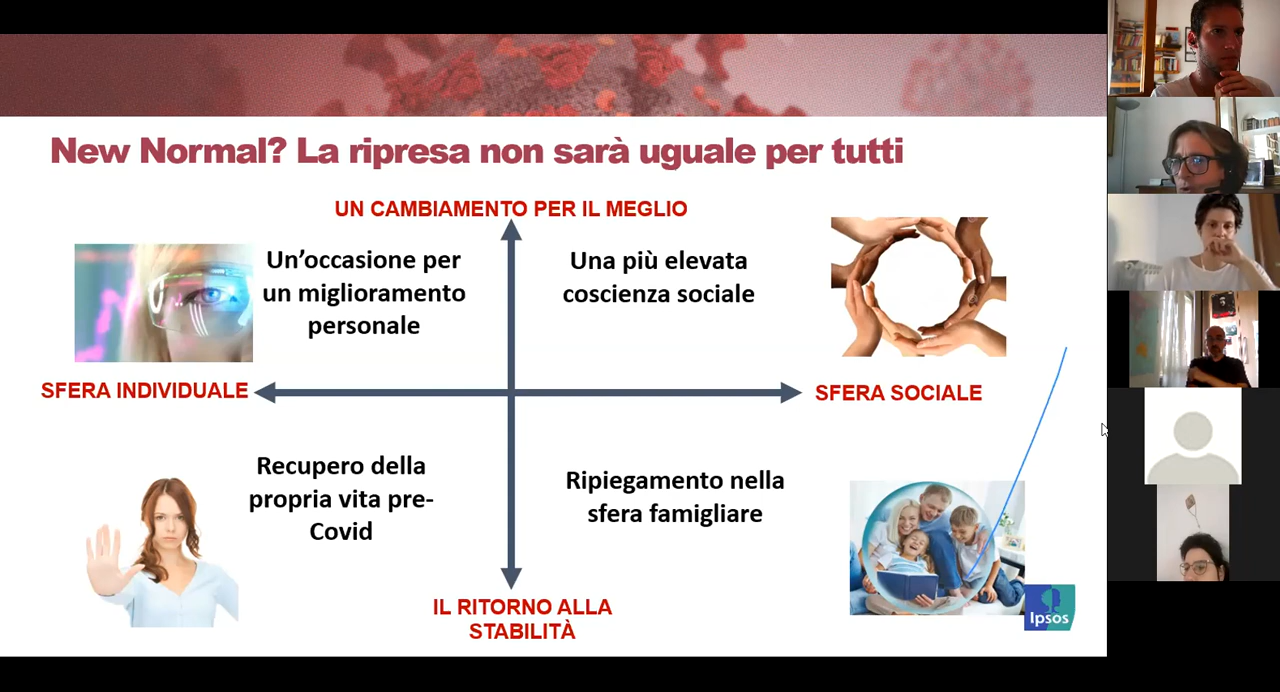 New Normal? La ripresa non sarà uguale per tutti
UN CAMBIAMENTO PER IL MEGLIO
Un’occasione per
un miglioramento
personale
Una più elevata
coscienza sociale
SFERA INDIVIDUALE
SFERA SOCIALE
Recupero della
propria vita pre-
Covid
Ripiegamento nella
sfera famigliare
IL RITORNO ALLA
STABILITÀ
Ipsos